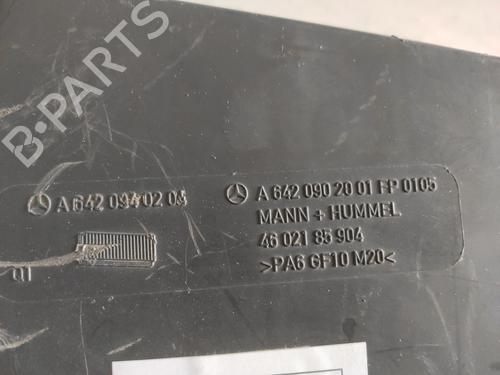 B-PARTS
A 642 094 02 04
A 642 090 20 01 FP 0105
MANN + HUMMEL
46 021 85 904
>PA6 GF10 M20<